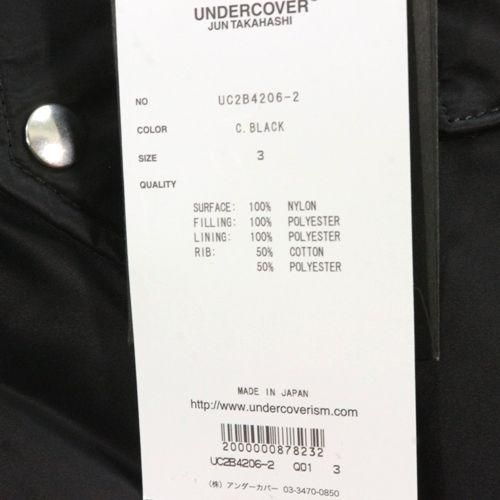 UNDERCOVER
JUN TAKAHASHI
NO UC2B4206-2
COLOR C.BLACK
SIZE 3
QUALITY
SURFACE: 100% NYLON
FILLING: 100% POLYESTER
LINING: 100% POLYESTER
RIB: 50% COTTON
50% POLYESTER
MADE IN JAPAN
http://www.undercoverism.com
2000000878232
UC2B4206-2 Q01 3
(株) アンダーカバー 03-3470-0850